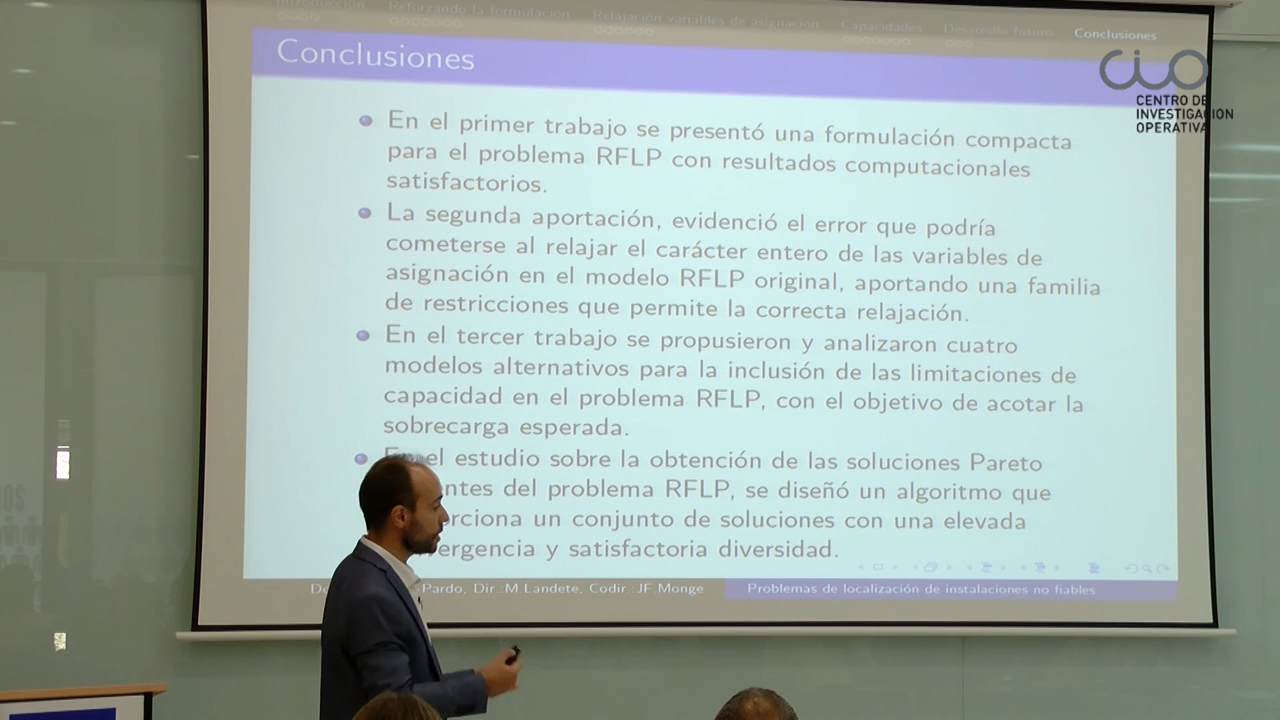 Introducción Reforzando la formulación Relajación variables de asignación Capacidades Desarrollo futuro Conclusiones
Conclusiones
CIO
CENTRO DE
INVESTIGACION
OPERATIVA
En el primer trabajo se presentó una formulación compacta
para el problema RFLP con resultados computacionales
satisfactorios.
La segunda aportación, evidenció el error que podría
cometerse al relajar el carácter entero de las variables de
asignación en el modelo RFLP original, aportando una familia
de restricciones que permite la correcta relajación.
En el tercer trabajo se propusieron y analizaron cuatro
modelos alternativos para la inclusión de las limitaciones de
capacidad en el problema RFLP, con el objetivo de acotar la
sobrecarga esperada.
el estudio sobre la obtención de las soluciones Pareto
del problema RFLP, se diseñó un algoritmo que
un conjunto de soluciones con una elevada
y satisfactoria diversidad.
Pardo, Dir.:M.Landete, Codir.:JF.Monge Problemas de localización de instalaciones no fiables